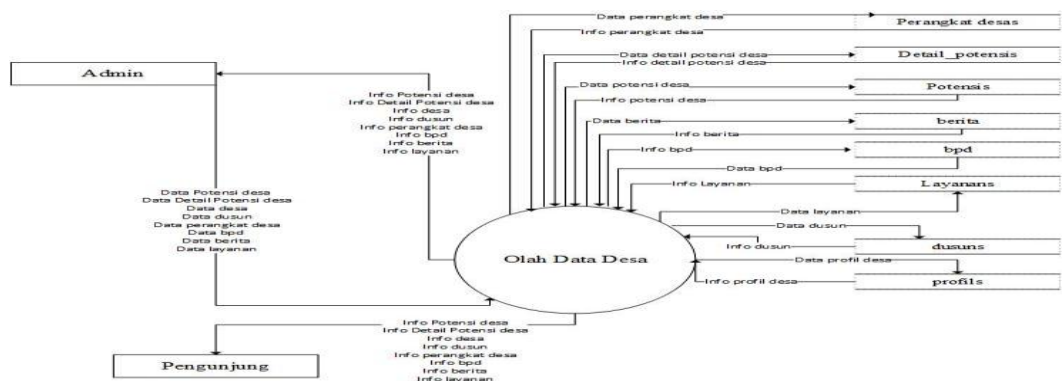 Data perangkat desa
Perangkat desas
Info perangkat desa
Data detail potensi desa
Info detail potensi desa
Detail_potensis
Admin
Data potensi desa
Potensis
Info potensi desa
Info Potensi desa
Info Detail Potensi desa
Info desa
Info dusun
Info perangkat desa
Info bpd
Info berita
Info layanan
Data berita
berita
Info berita
Info bpd
bpd
Data bpd
Info Layanan
Layanans
Data Potensi desa
Data Detail Potensi desa
Data desa
Data dusun
Data perangkat desa
Data bpd
Data berita
Data layanan
Data layanan
Data dusun
Info dusun
dusuns
Olah Data Desa
Data profil desa
Info profil desa
profils
Info Potensi desa
Info Detail Potensi desa
Info desa
Info dusun
Info perangkat desa
Info bpd
Info berita
Info layanan
Pengunjung